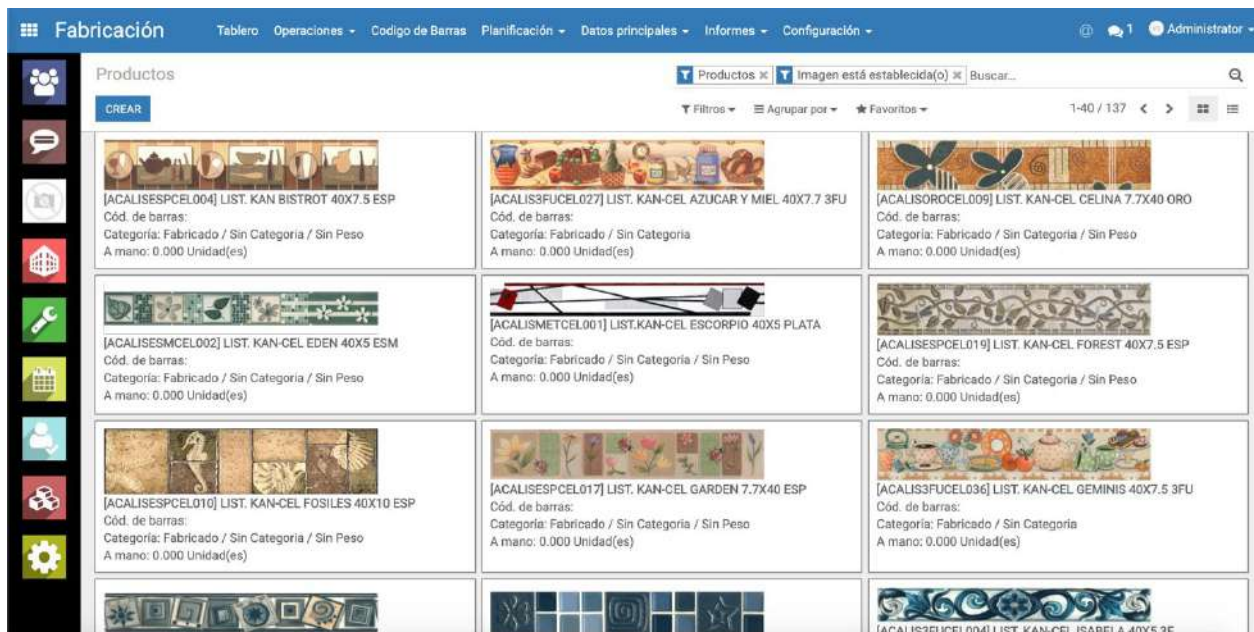 Fabricación Tablero Operaciones Codigo de Barras Planificación Datos principales Informes Configuración @ 1 Administrator
Productos Productos × Imagen está establecida(o) × Buscar...
CREAR Filtros Agrupar por Favoritos 1-40 / 137
[ACALISESPCEL004] LIST. KAN BISTROT 40X7.5 ESP
Cód. de barras:
Categoría: Fabricado / Sin Categoria / Sin Peso
A mano: 0.000 Unidad(es)
[ACALIS3FUCEL027] LIST. KAN-CEL AZUCAR Y MIEL 40X7.7 3FU
Cód. de barras:
Categoría: Fabricado / Sin Categoria
A mano: 0.000 Unidad(es)
[ACALISOROCEL009] LIST. KAN-CEL CELINA 7.7X40 ORO
Cód. de barras:
Categoría: Fabricado / Sin Categoria / Sin Peso
A mano: 0.000 Unidad(es)
[ACALISESMCEL002] LIST. KAN-CEL EDEN 40X5 ESM
Cód. de barras:
Categoría: Fabricado / Sin Categoria / Sin Peso
A mano: 0.000 Unidad(es)
[ACALISMETCEL001] LIST.KAN-CEL ESCORPIO 40X5 PLATA
Cód. de barras:
Categoría: Fabricado / Sin Categoria / Sin Peso
A mano: 0.000 Unidad(es)
[ACALISESPCEL019] LIST. KAN-CEL FOREST 40X7.5 ESP
Cód. de barras:
Categoría: Fabricado / Sin Categoria / Sin Peso
A mano: 0.000 Unidad(es)
[ACALISESPCEL010] LIST. KAN-CEL FOSILES 40X10 ESP
Cód. de barras:
Categoría: Fabricado / Sin Categoria / Sin Peso
A mano: 0.000 Unidad(es)
[ACALISESPCEL017] LIST. KAN-CEL GARDEN 7.7X40 ESP
Cód. de barras:
Categoría: Fabricado / Sin Categoria / Sin Peso
A mano: 0.000 Unidad(es)
[ACALIS3FUCEL036] LIST. KAN-CEL GEMINIS 40X7.5 3FU
Cód. de barras:
Categoría: Fabricado / Sin Categoria
A mano: 0.000 Unidad(es)
[ACALIS3FUCEL004] LIST. KAN-CEL ISABELA 40X5 3F